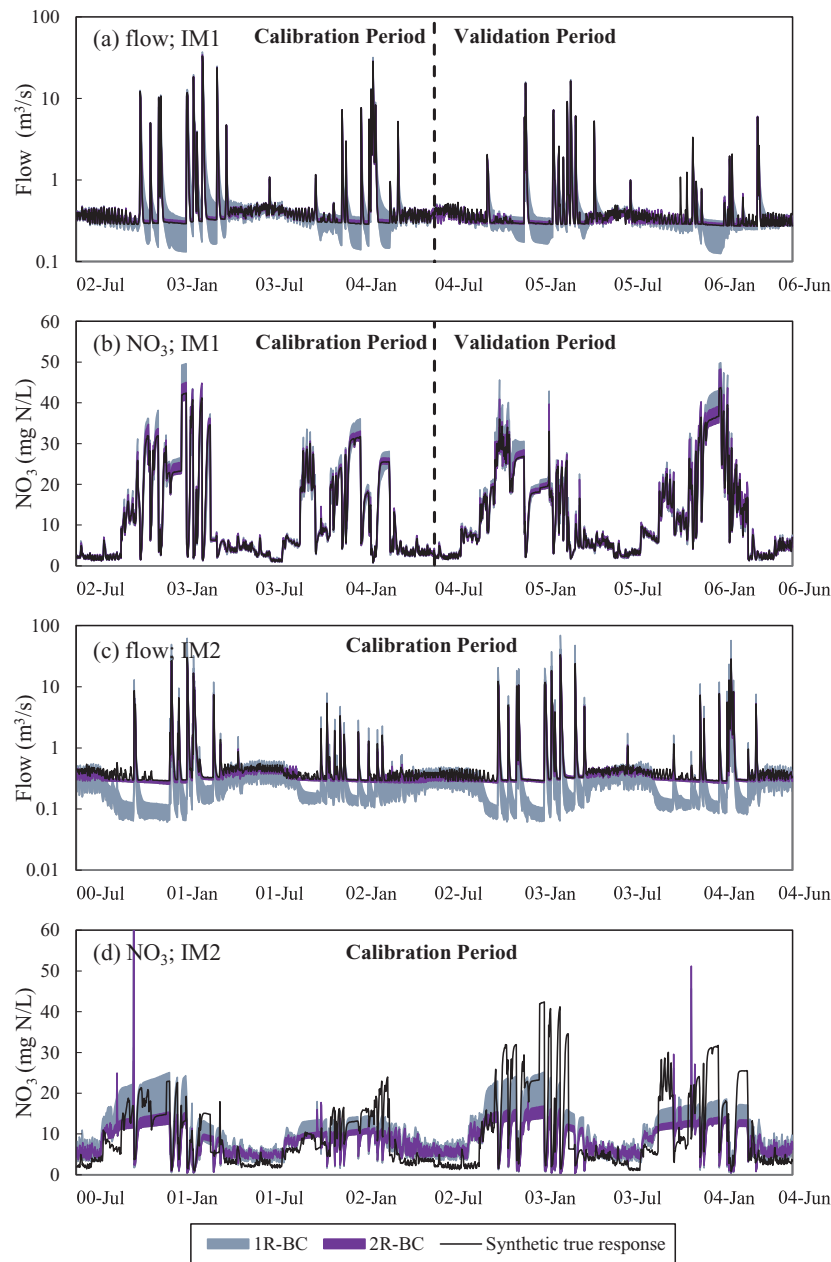 (a) flow; IM1 Calibration Period Validation Period
Flow (m³/s)
100
10
1
0.1
02-Jul 03-Jan 03-Jul 04-Jan 04-Jul 05-Jan 05-Jul 06-Jan 06-Jun
(b) NO₃; IM1 Calibration Period Validation Period
NO₃ (mg N/L)
60
50
40
30
20
10
0
02-Jul 03-Jan 03-Jul 04-Jan 04-Jul 05-Jan 05-Jul 06-Jan 06-Jun
(c) flow; IM2 Calibration Period
Flow (m³/s)
100
10
1
0.1
0.01
00-Jul 01-Jan 01-Jul 02-Jan 02-Jul 03-Jan 03-Jul 04-Jan 04-Jun
(d) NO₃; IM2 Calibration Period
NO₃ (mg N/L)
60
50
40
30
20
10
0
00-Jul 01-Jan 01-Jul 02-Jan 02-Jul 03-Jan 03-Jul 04-Jan 04-Jun
1R-BC 2R-BC Synthetic true response